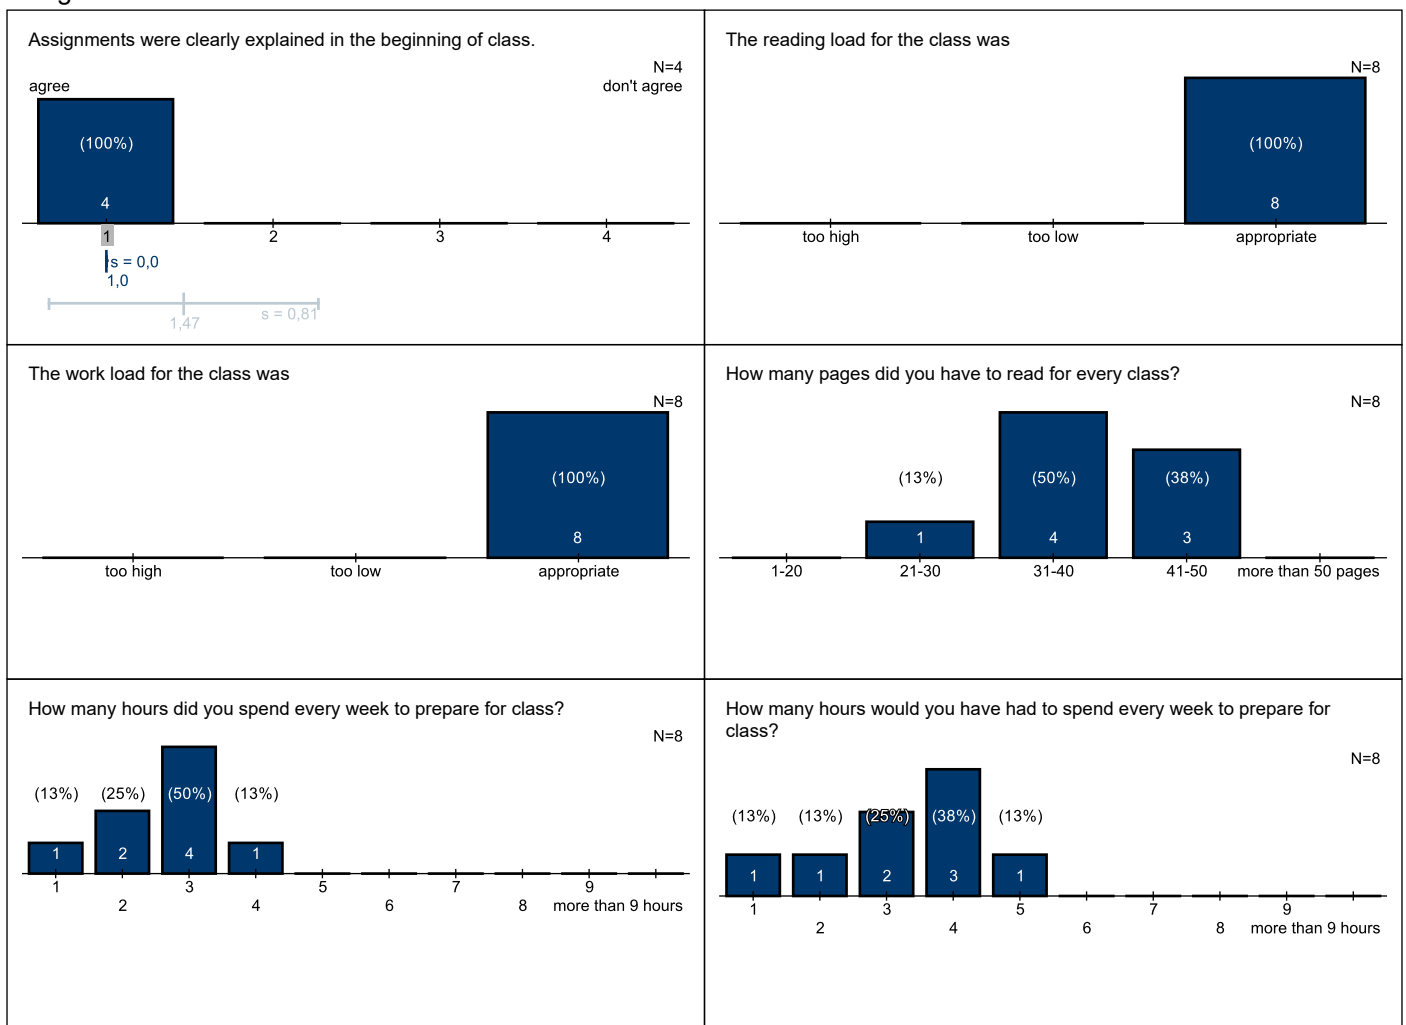 Assignments were clearly explained in the beginning of class.
N=4
agree
don't agree
(100%)
4
1
2
3
4
s = 0,0
1,0
s = 0,81
1,47
The reading load for the class was
N=8
(100%)
8
too high
too low
appropriate
The work load for the class was
N=8
(100%)
8
too high
too low
appropriate
How many pages did you have to read for every class?
N=8
(13%)
(50%)
(38%)
1
4
3
1-20
21-30
31-40
41-50
more than 50 pages
How many hours did you spend every week to prepare for class?
N=8
(13%)
(25%)
(50%)
(13%)
1
2
4
1
1
3
5
7
9
2
4
6
8
more than 9 hours
How many hours would you have had to spend every week to prepare for
class?
N=8
(13%)
(13%)
(25%)
(38%)
(13%)
1
1
2
3
1
1
3
5
7
9
2
4
6
8
more than 9 hours